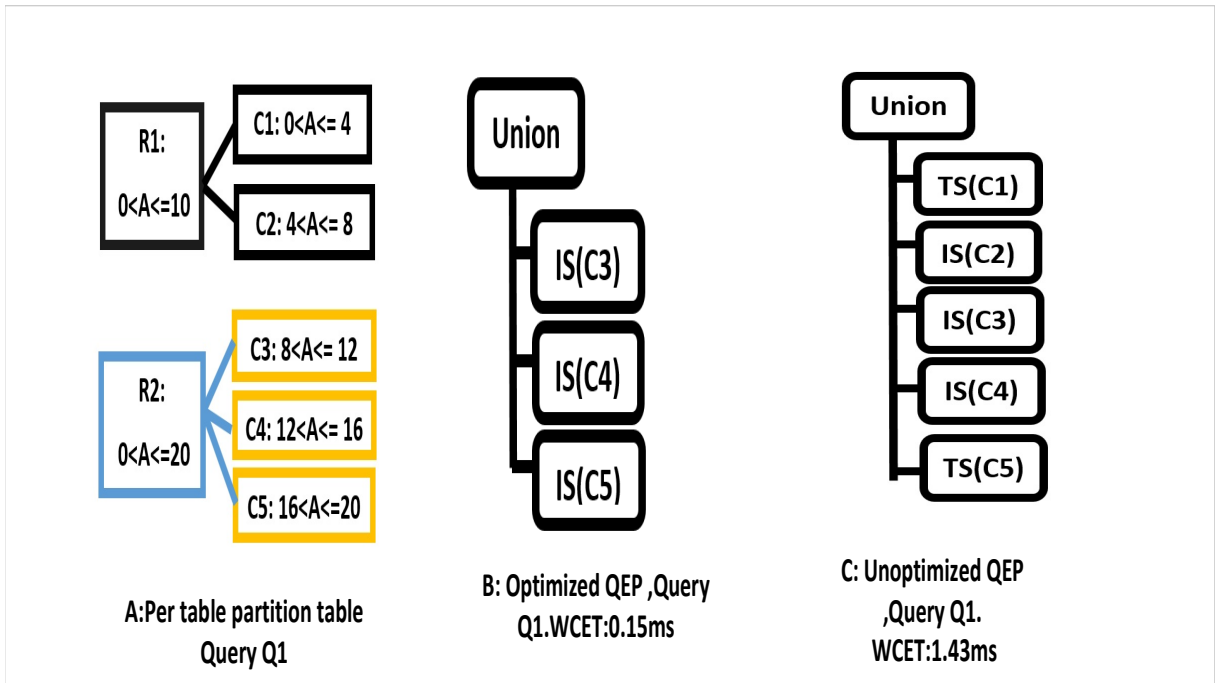 R1:
0<A<=10
C1: 0<A<= 4
C2: 4<A<= 8
R2:
0<A<=20
C3: 8<A<= 12
C4: 12<A<= 16
C5: 16<A<=20
A:Per table partition table
Query Q1
Union
IS(C3)
IS(C4)
IS(C5)
B: Optimized QEP ,Query
Q1.WCET:0.15ms
Union
TS(C1)
IS(C2)
IS(C3)
IS(C4)
TS(C5)
C: Unoptimized QEP
,Query Q1.
WCET:1.43ms